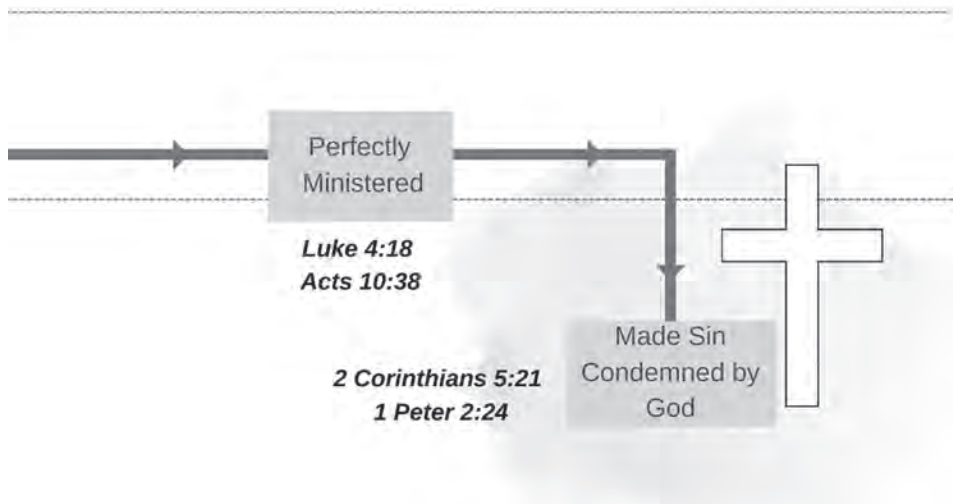 Perfectly
Ministered
Luke 4:18
Acts 10:38
Made Sin
Condemned by
God
2 Corinthians 5:21
1 Peter 2:24